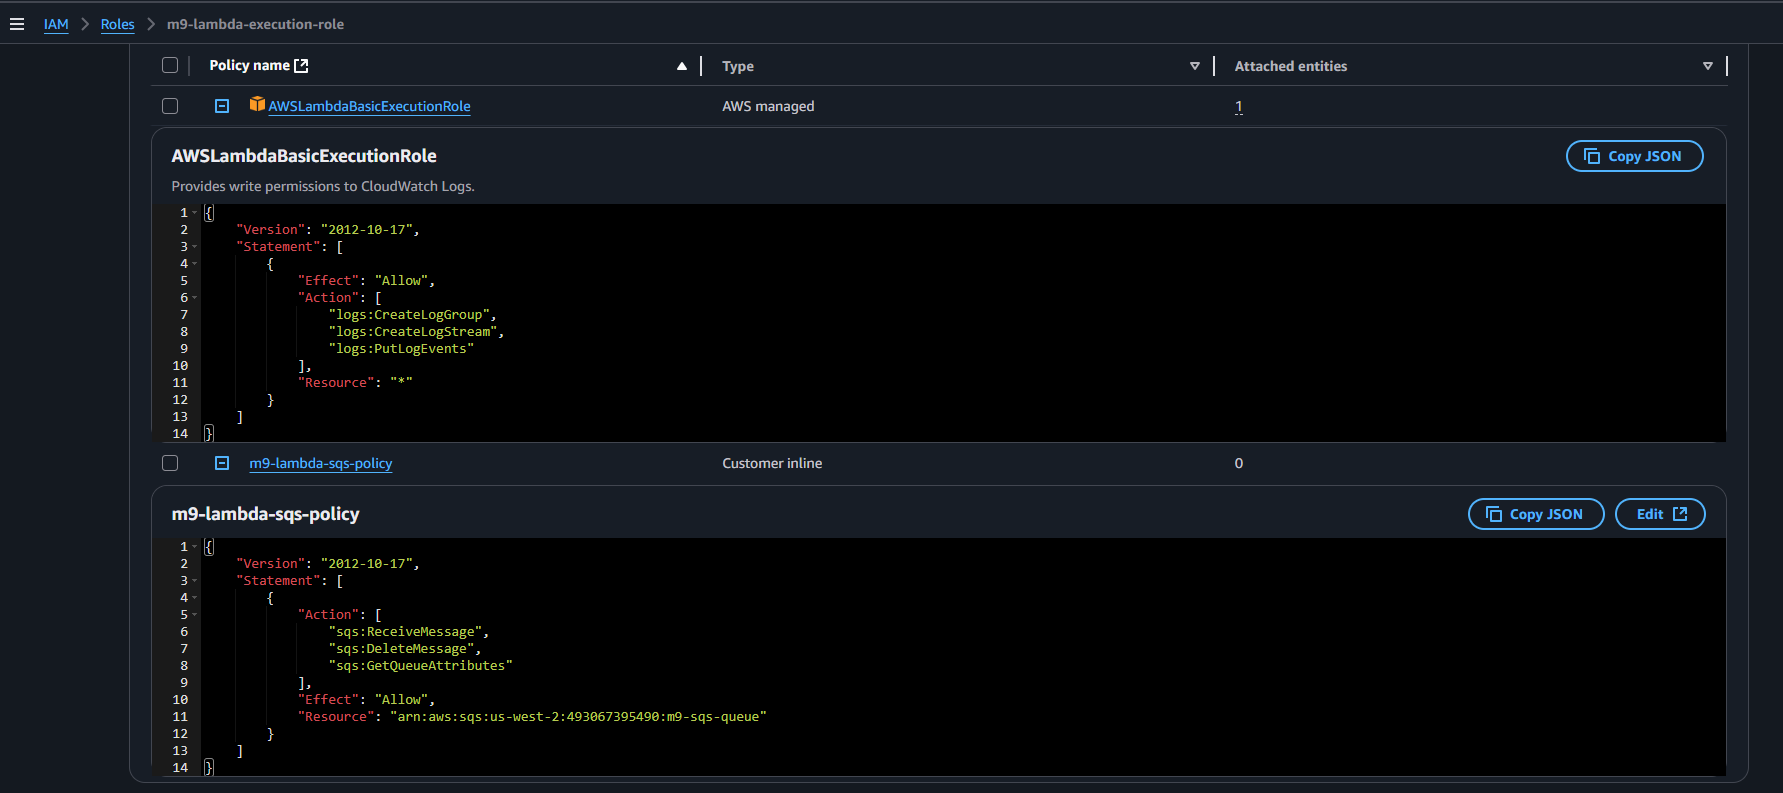 IAM > Roles > m9-lambda-execution-role
Policy name Type Attached entities
AWSLambdaBasicExecutionRole AWS managed 1
AWSLambdaBasicExecutionRole Copy JSON
Provides write permissions to CloudWatch Logs.
1 {
2 "Version": "2012-10-17",
3 "Statement": [
4 {
5 "Effect": "Allow",
6 "Action": [
7 "logs:CreateLogGroup",
8 "logs:CreateLogStream",
9 "logs:PutLogEvents"
10 ],
11 "Resource": "*"
12 }
13 ]
14 }
m9-lambda-sqs-policy Customer inline 0
m9-lambda-sqs-policy Copy JSON Edit
1 {
2 "Version": "2012-10-17",
3 "Statement": [
4 {
5 "Action": [
6 "sqs:ReceiveMessage",
7 "sqs:DeleteMessage",
8 "sqs:GetQueueAttributes"
9 ],
10 "Effect": "Allow",
11 "Resource": "arn:aws:sqs:us-west-2:493067395490:m9-sqs-queue"
12 }
13 ]
14 }